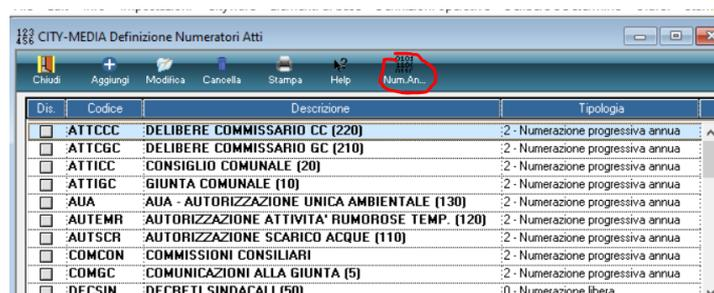 CITY-MEDIA Definizione Numeratori Atti
Chiudi Aggiungi Modifica Cancella Stampa Help Num.An...
Dis. Codice Descrizione Tipologia
ATTCCC DELIBERE COMMISSARIO CC (220) 2 - Numerazione progressiva annua
ATTCGC DELIBERE COMMISSARIO GC (210) 2 - Numerazione progressiva annua
ATTICC CONSIGLIO COMUNALE (20) 2 - Numerazione progressiva annua
ATTIGC GIUNTA COMUNALE (10) 2 - Numerazione progressiva annua
AUA AUA - AUTORIZZAZIONE UNICA AMBIENTALE (130) 2 - Numerazione progressiva annua
AUTEMR AUTORIZZAZIONE ATTIVITA' RUMOROSE TEMP. (120) 2 - Numerazione progressiva annua
AUTSCR AUTORIZZAZIONE SCARICO ACQUE (110) 2 - Numerazione progressiva annua
COMCON COMMISSIONI CONSILIARI 2 - Numerazione progressiva annua
COMGC COMUNICAZIONI ALLA GIUNTA (5) 2 - Numerazione progressiva annua
DECSIN DECRETI SINDACALI (50) 0 - Numerazione libera